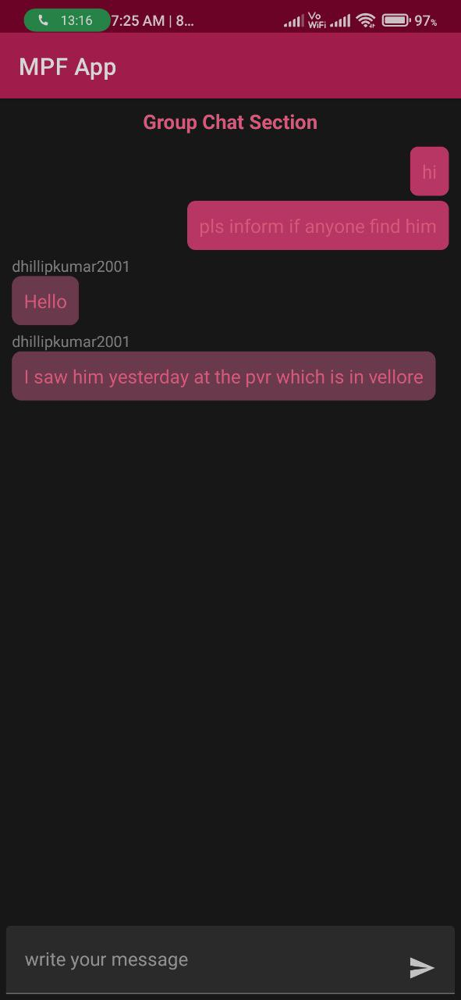 13:16 7:25 AM | 8... Vo WiFi 97%
MPF App
Group Chat Section
hi
pls inform if anyone find him
dhillipkumar2001
Hello
dhillipkumar2001
I saw him yesterday at the pvr which is in vellore
write your message